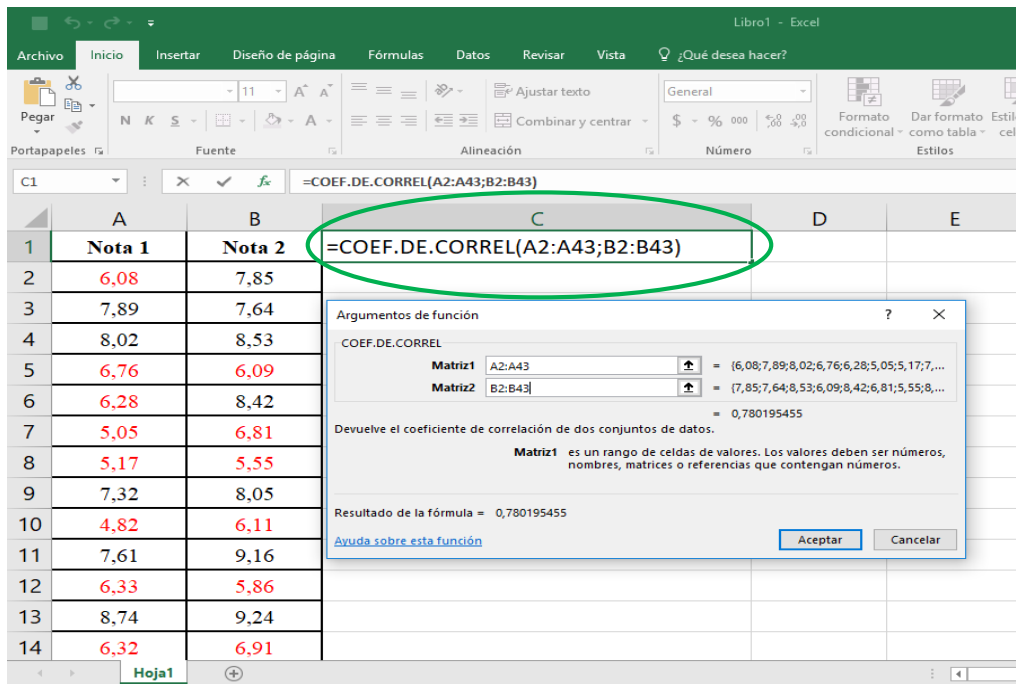 Libro1 - Excel
Archivo Inicio Insertar Diseño de página Fórmulas Datos Revisar Vista ¿Qué desea hacer?
Pegar
11 A A
Ajustar texto
General
N K S A
Combinar y centrar
$ % 000
Formato condicional
Dar formato como tabla
Portapapeles Fuente Alineación Número Estilos
C1 fx =COEF.DE.CORREL(A2:A43;B2:B43)
A B C D E
1 Nota 1 Nota 2 =COEF.DE.CORREL(A2:A43;B2:B43)
2 6,08 7,85
3 7,89 7,64
4 8,02 8,53
5 6,76 6,09
6 6,28 8,42
7 5,05 6,81
8 5,17 5,55
9 7,32 8,05
10 4,82 6,11
11 7,61 9,16
12 6,33 5,86
13 8,74 9,24
14 6,32 6,91
Argumentos de función ?
COEF.DE.CORREL
Matriz1 A2:A43 = {6,08;7,89;8,02;6,76;6,28;5,05;5,17;7,...
Matriz2 B2:B43 = {7,85;7,64;8,53;6,09;8,42;6,81;5,55;8,...
= 0,780195455
Devuelve el coeficiente de correlación de dos conjuntos de datos.
Matriz1 es un rango de celdas de valores. Los valores deben ser números,
nombres, matrices o referencias que contengan números.
Resultado de la fórmula = 0,780195455
Ayuda sobre esta función
Aceptar Cancelar
Hoja1